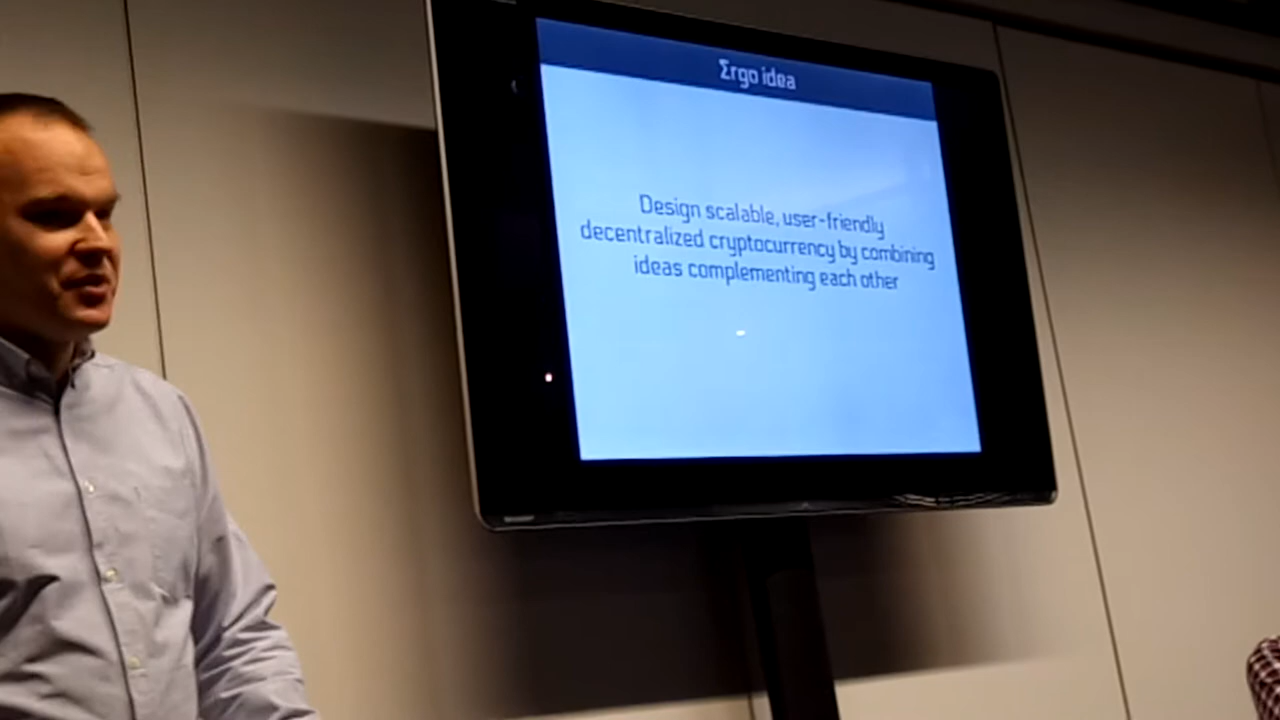 Σrgo idea
Design scalable, user-friendly
decentralized cryptocurrency by combining
ideas complementing each other